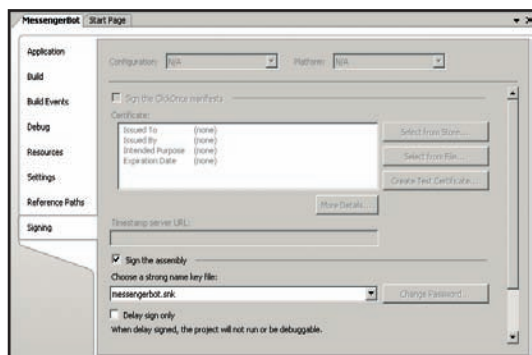 MessengerBot Start Page
Application
Build
Build Events
Debug
Resources
Settings
Reference Paths
Signing
Configuration: N/A Platform: N/A
Sign the ClickOnce manifests
Certificate:
Issued To (none)
Issued By (none)
Intended Purpose (none)
Expiration Date (none)
Select from Store...
Select from File...
Create Test Certificate...
More Details...
Timestamp server URL:
Sign the assembly
Choose a strong name key file:
messengerbot.snk
Change Password...
Delay sign only
When delay signed, the project will not run or be debuggable.